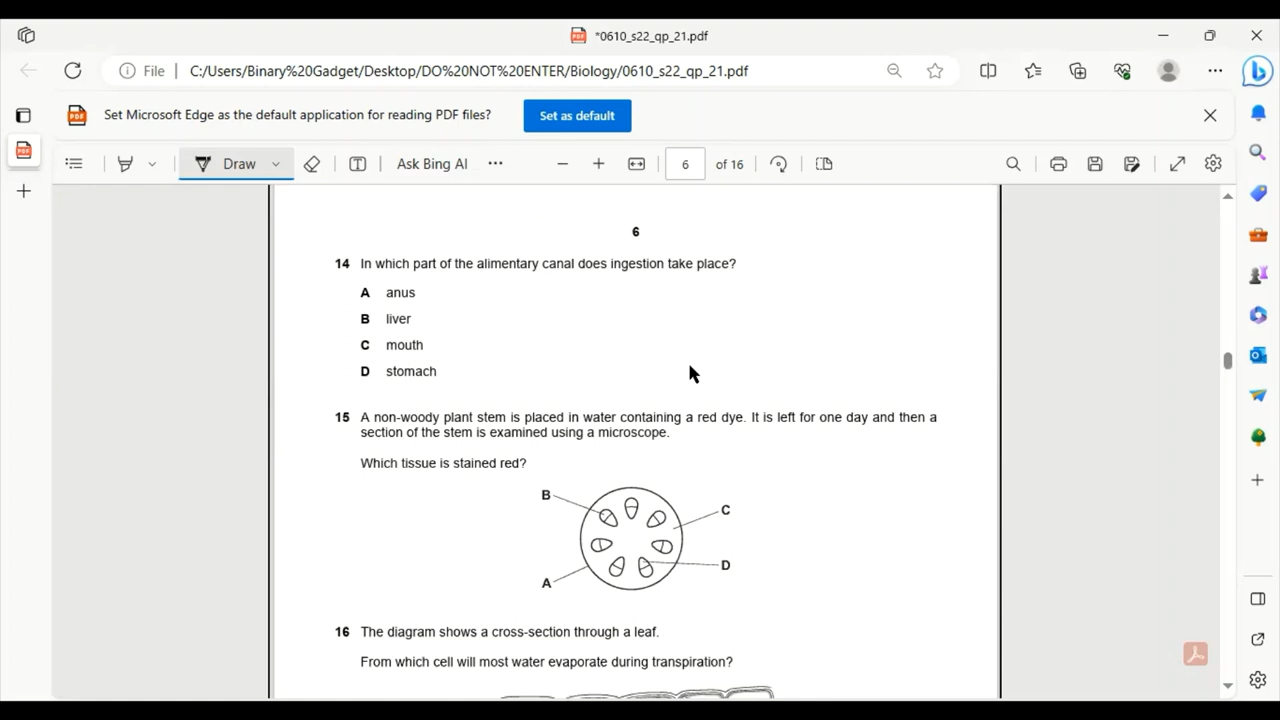 *0610_s22_qp_21.pdf
File C:/Users/Binary%20Gadget/Desktop/DO%20NOT%20ENTER/Biology/0610_s22_qp_21.pdf
Set Microsoft Edge as the default application for reading PDF files? Set as default
Draw Ask Bing AI 6 of 16
6
14 In which part of the alimentary canal does ingestion take place?
A anus
B liver
C mouth
D stomach
15 A non-woody plant stem is placed in water containing a red dye. It is left for one day and then a
section of the stem is examined using a microscope.
Which tissue is stained red?
B
C
D
A
16 The diagram shows a cross-section through a leaf.
From which cell will most water evaporate during transpiration?